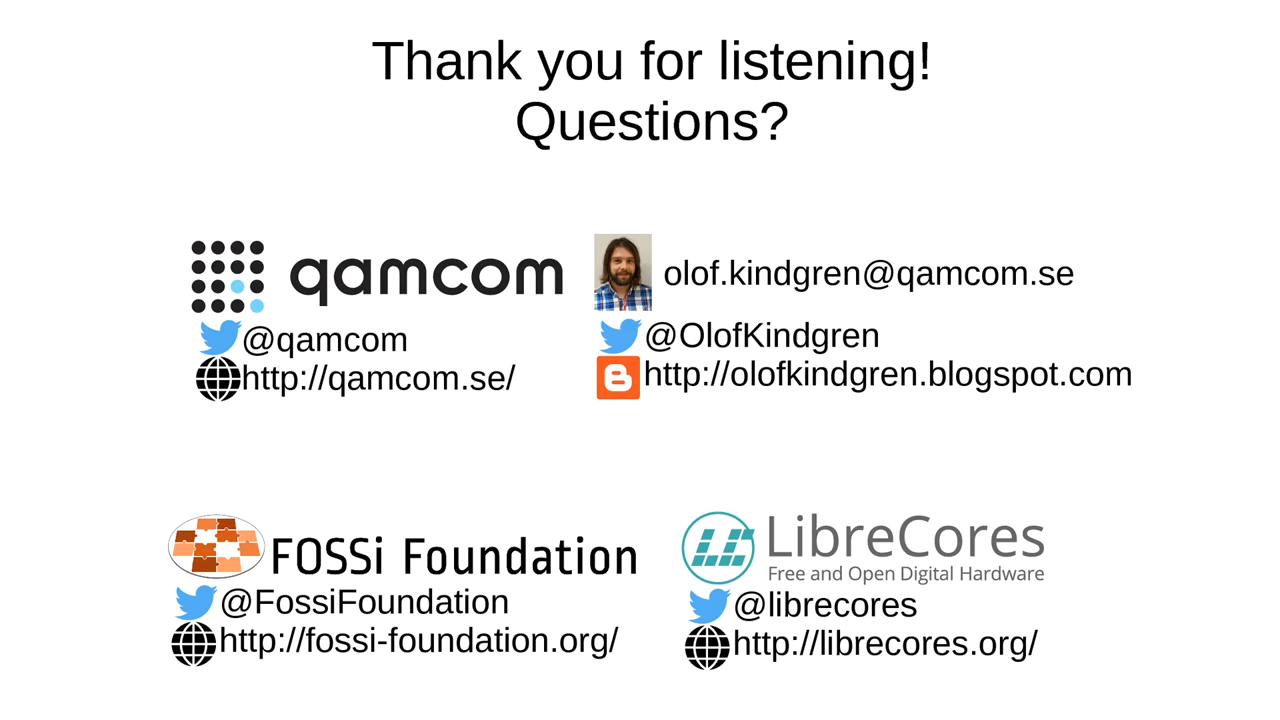 Thank you for listening!
Questions?
qamcom
@qamcom
http://qamcom.se/
olof.kindgren@qamcom.se
@OlofKindgren
http://olofkindgren.blogspot.com
FOSSi Foundation
@FossiFoundation
http://fossi-foundation.org/
LibreCores
Free and Open Digital Hardware
@librecores
http://librecores.org/